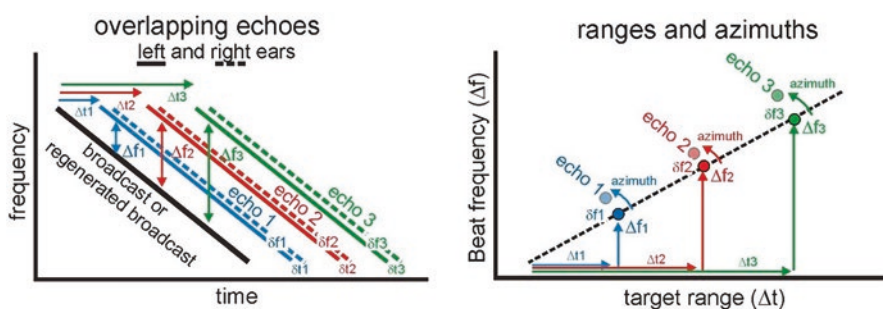 overlapping echoes
left and right ears
Δt3
Δt2
Δt1
Δf1
Δf2
Δf3
broadcast or
regenerated broadcast
echo 1
echo 2
echo 3
δf1
δf2
δf3
δt1
δt2
δt3
frequency
time
ranges and azimuths
echo 3
azimuth
δf3
Δf3
echo 2
azimuth
δf2
Δf2
echo 1
azimuth
δf1
Δf1
Δt1
Δt2
Δt3
Beat frequency (Δf)
target range (Δt)